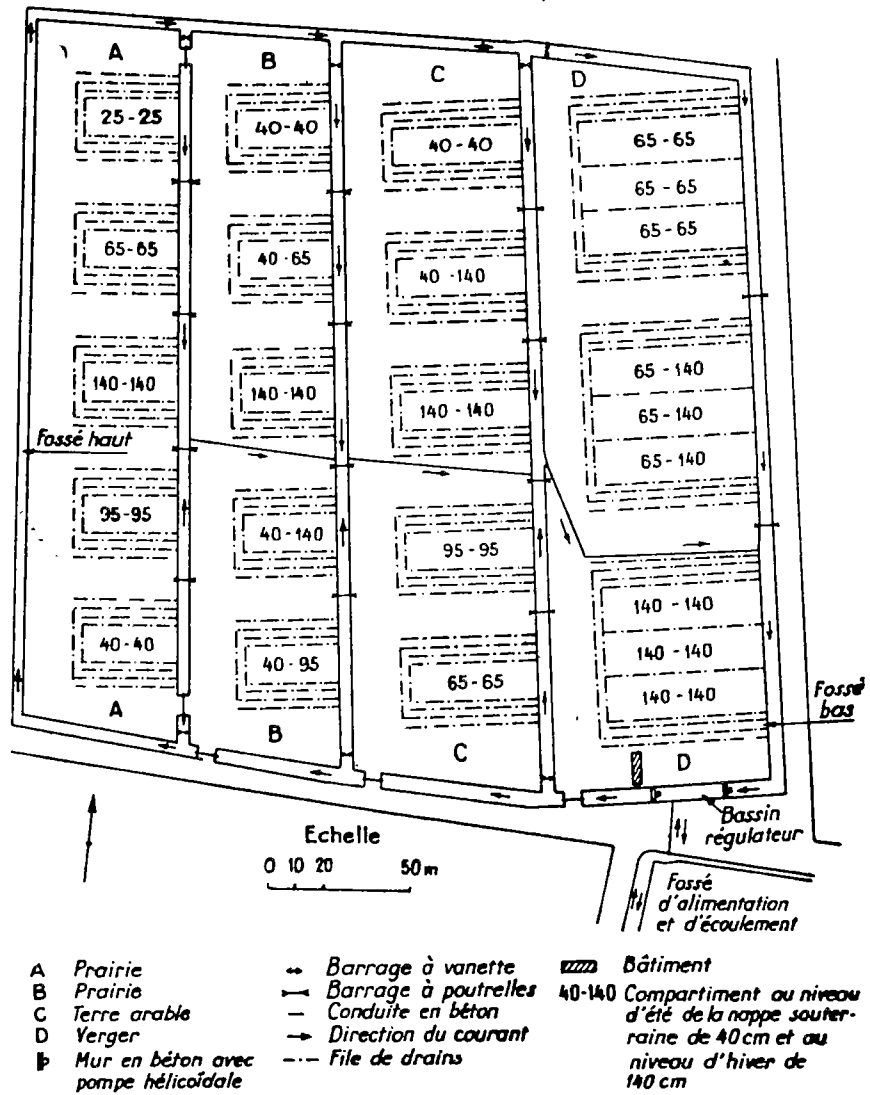 A
B
C
D
25-25
40-40
40-40
65-65
65-65
65-65
65-65
40-65
40-140
140-140
140-140
140-140
65-140
65-140
65-140
Fossé haut
95-95
40-140
95-95
140-140
140-140
140-140
40-40
40-95
65-65
Fossé
bas
A
B
C
D
Bassin
régulateur
Echelle
0 10 20 50m
Fossé
d'alimentation
et d'écoulement
A Prairie
B Prairie
C Terre arable
D Verger
Mur en béton avec
pompe hélicoïdale
Barrage à vanette
Barrage à poutrelles
Conduite en béton
Direction du courant
File de drains
Bâtiment
40-140 Compartiment au niveau
d'été de la nappe souter-
raine de 40 cm et au
niveau d'hiver de
140 cm